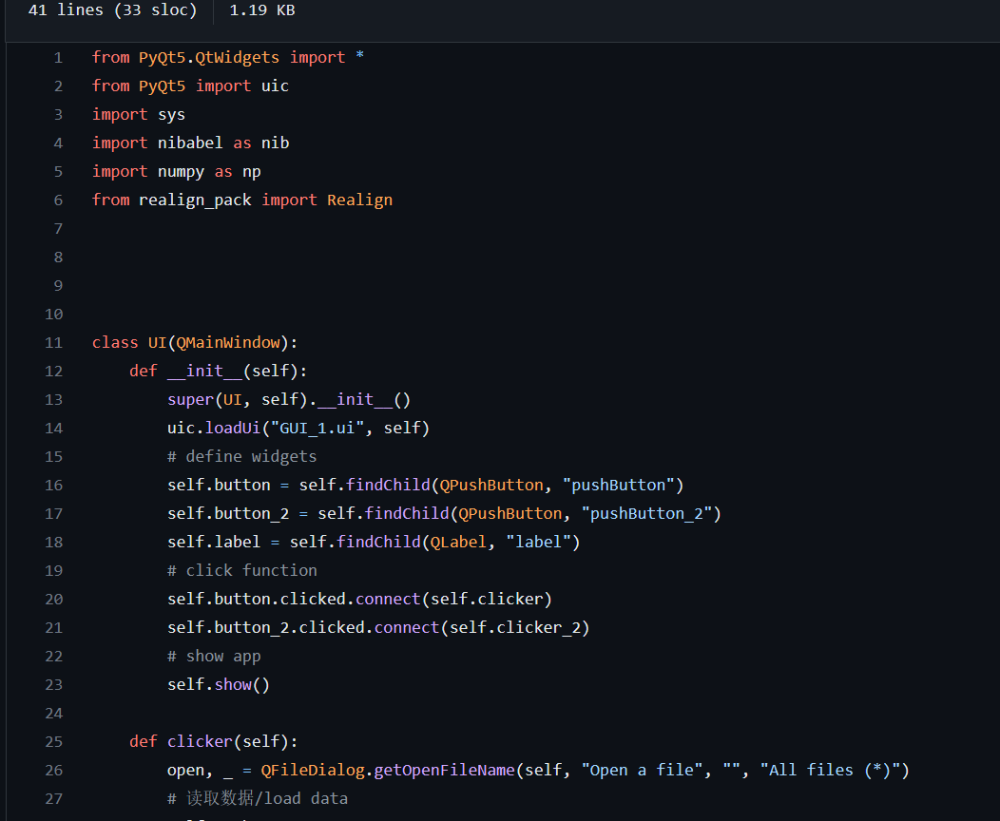 41 lines (33 sloc) 1.19 KB
1 from PyQt5.QtWidgets import *
2 from PyQt5 import uic
3 import sys
4 import nibabel as nib
5 import numpy as np
6 from realign_pack import Realign
7
8
9
10
11 class UI(QMainWindow):
12     def __init__(self):
13         super(UI, self).__init__()
14         uic.loadUi("GUI_1.ui", self)
15         # define widgets
16         self.button = self.findChild(QPushButton, "pushButton")
17         self.button_2 = self.findChild(QPushButton, "pushButton_2")
18         self.label = self.findChild(QLabel, "label")
19         # click function
20         self.button.clicked.connect(self.clicker)
21         self.button_2.clicked.connect(self.clicker_2)
22         # show app
23         self.show()
24
25     def clicker(self):
26         open, _ = QFileDialog.getOpenFileName(self, "Open a file", "", "All files (*)")
27         # 读取数据/load data